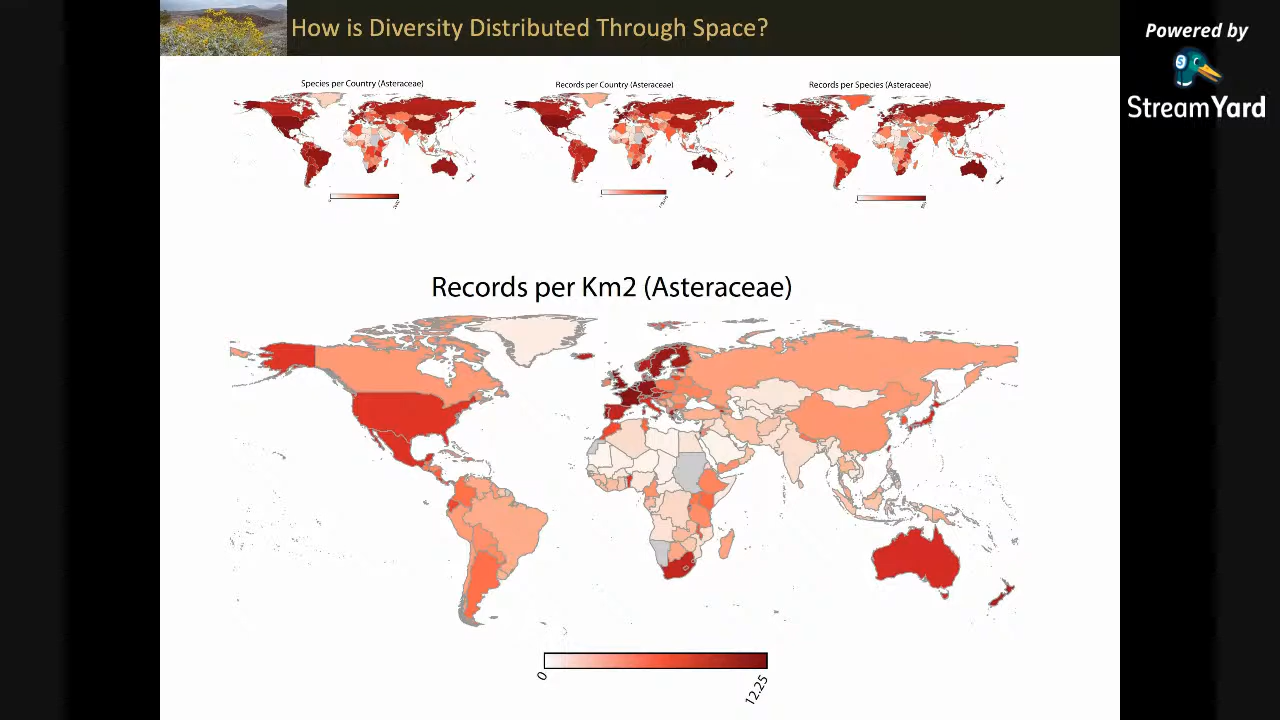 How is Diversity Distributed Through Space?
Powered by
StreamYard
Species per Country (Asteraceae)
Records per Country (Asteraceae)
Records per Species (Asteraceae)
Records per Km2 (Asteraceae)
0
12.25